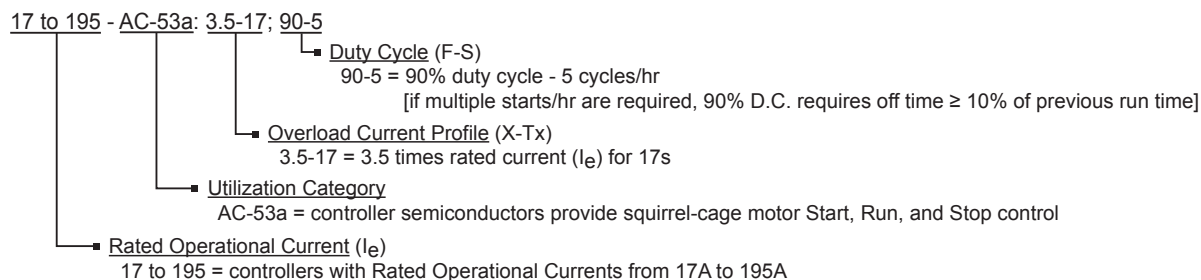 17 to 195 - AC-53a: 3.5-17; 90-5
Duty Cycle (F-S)
90-5 = 90% duty cycle - 5 cycles/hr
[if multiple starts/hr are required, 90% D.C. requires off time ≥ 10% of previous run time]
Overload Current Profile (X-Tx)
3.5-17 = 3.5 times rated current (Ie) for 17s
Utilization Category
AC-53a = controller semiconductors provide squirrel-cage motor Start, Run, and Stop control
Rated Operational Current (Ie)
17 to 195 = controllers with Rated Operational Currents from 17A to 195A